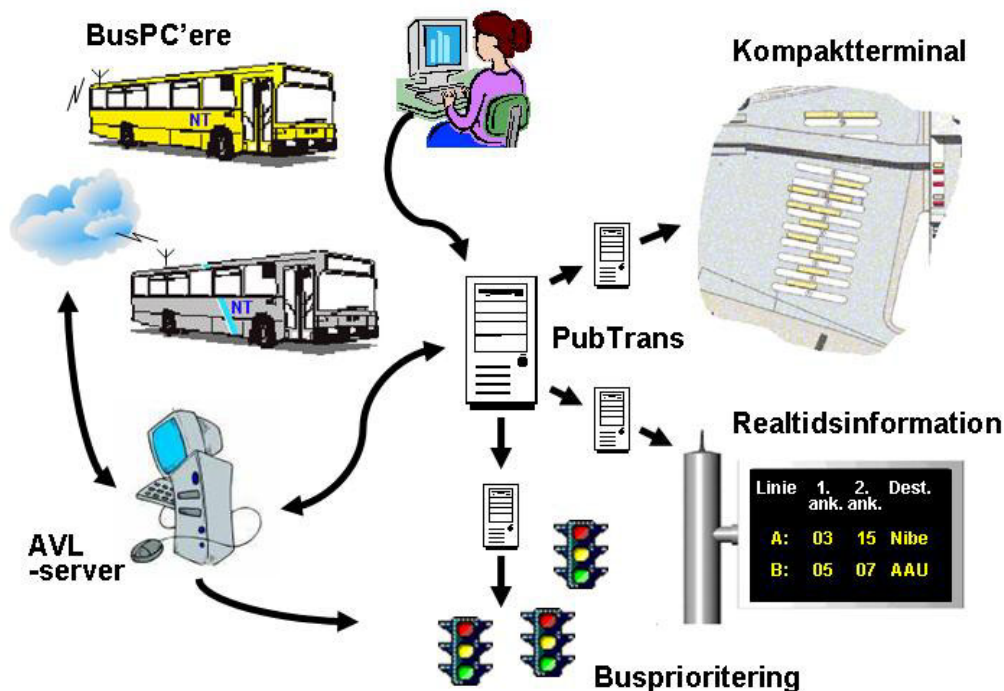 BusPC'ere
Kompaktterminal
NT
NT
PubTrans
Realtidsinformation
Linie 1. ank. 2. ank. Dest.
A: 03 15 Nibe
B: 05 07 AAU
AVL
-server
Busprioritering